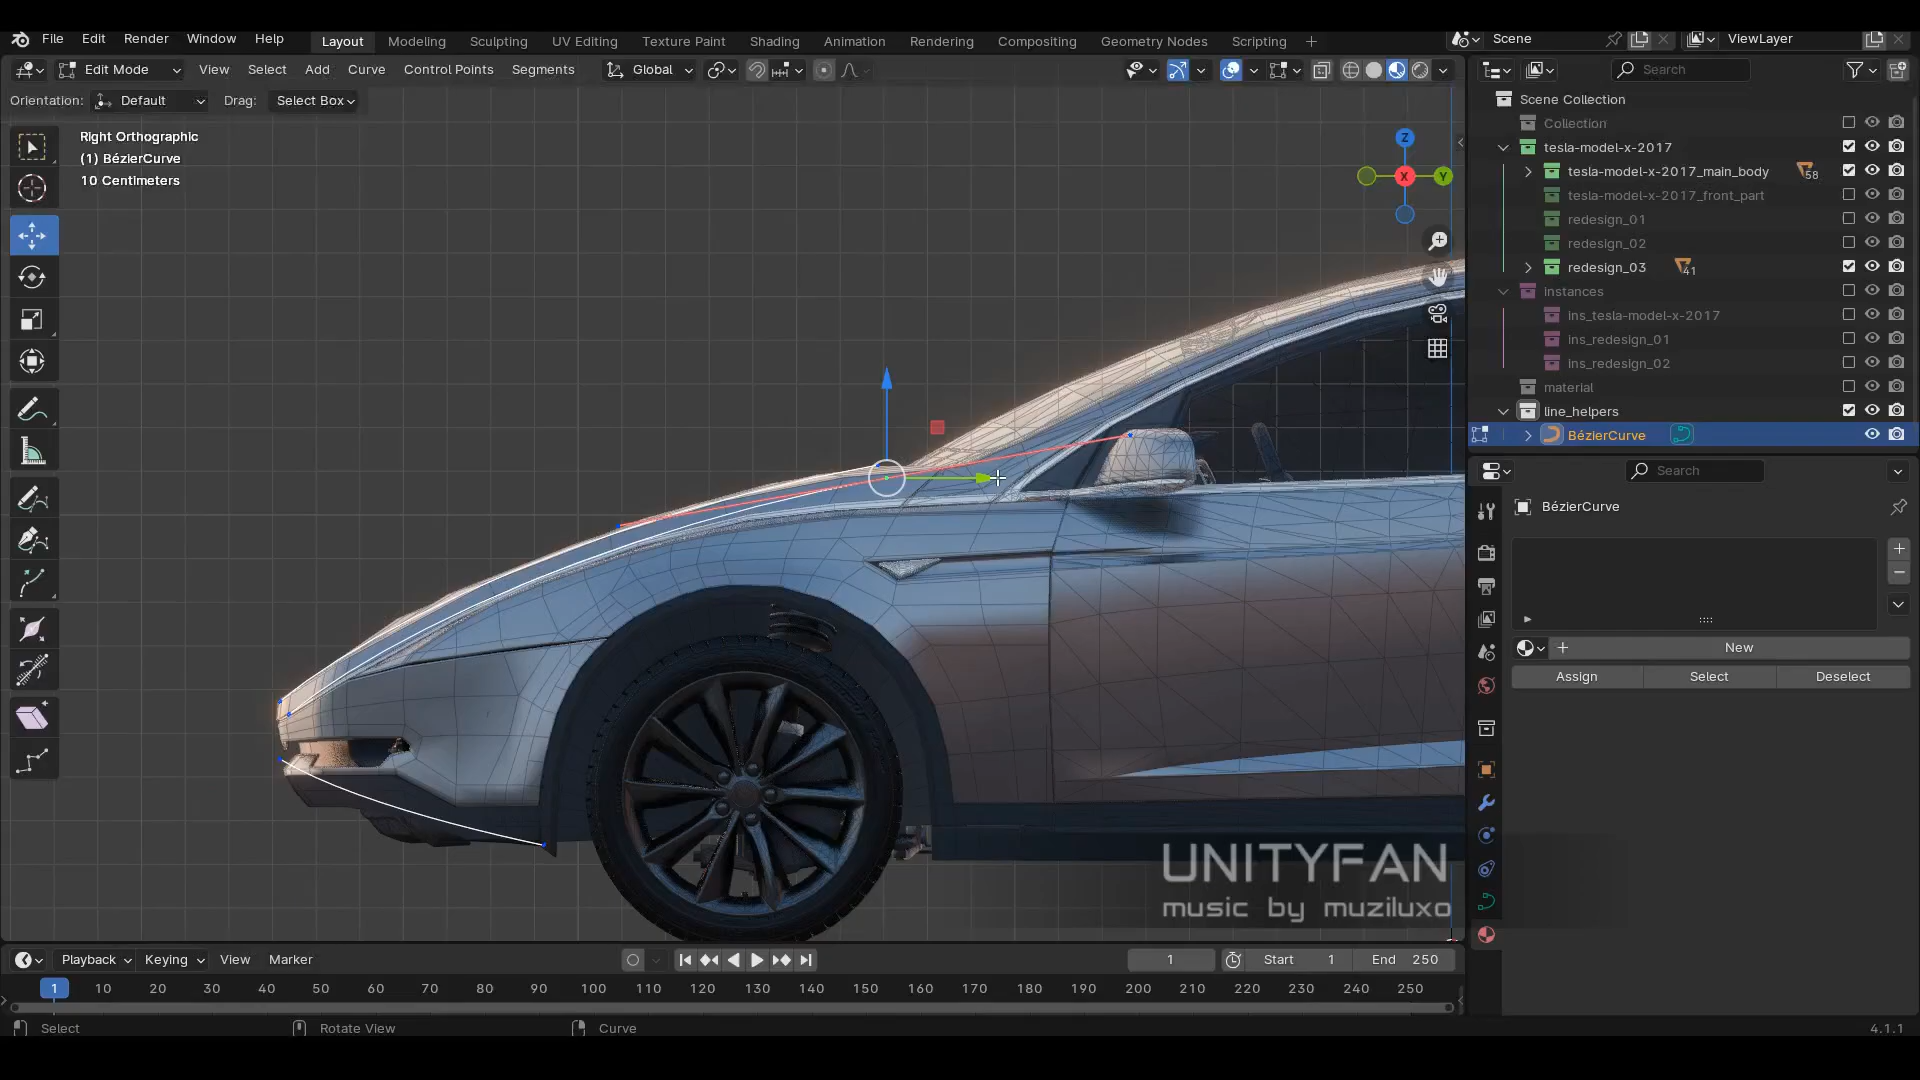 File Edit Render Window Help Layout Modeling Sculpting UV Editing Texture Paint Shading Animation Rendering Compositing Geometry Nodes Scripting + Scene ViewLayer
Edit Mode View Select Add Curve Control Points Segments Global Search
Orientation: Default Drag: Select Box
Right Orthographic
(1) BézierCurve
10 Centimeters
Z
X
Y
Scene Collection
Collection
tesla-model-x-2017
tesla-model-x-2017_main_body 58
tesla-model-x-2017_front_part
redesign_01
redesign_02
redesign_03 41
instances
ins_tesla-model-x-2017
ins_redesign_01
ins_redesign_02
material
line_helpers
BézierCurve
Search
BézierCurve
+ New
Assign Select Deselect
UNITYFAN
music by muziluxo
Playback Keying View Marker 1 Start 1 End 250
1 10 20 30 40 50 60 70 80 90 100 110 120 130 140 150 160 170 180 190 200 210 220 230 240 250
Select Rotate View Curve 4.1.1